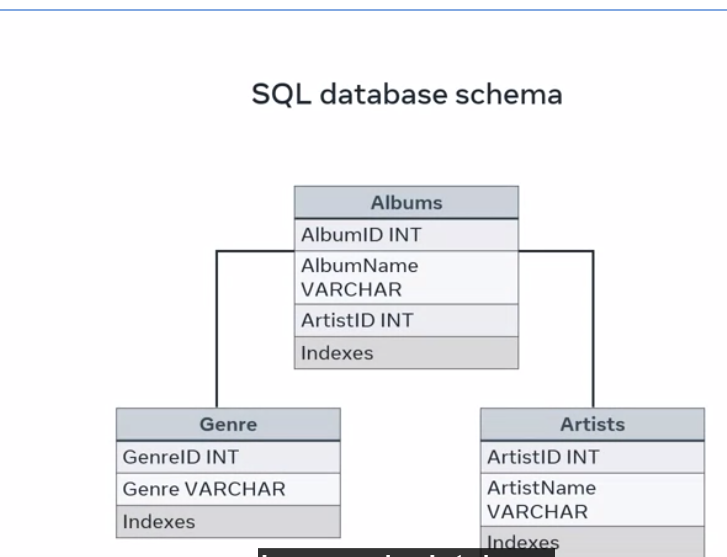 SQL database schema
Albums
AlbumID INT
AlbumName
VARCHAR
ArtistID INT
Indexes
Genre
GenreID INT
Genre VARCHAR
Indexes
Artists
ArtistID INT
ArtistName
VARCHAR
Indexes